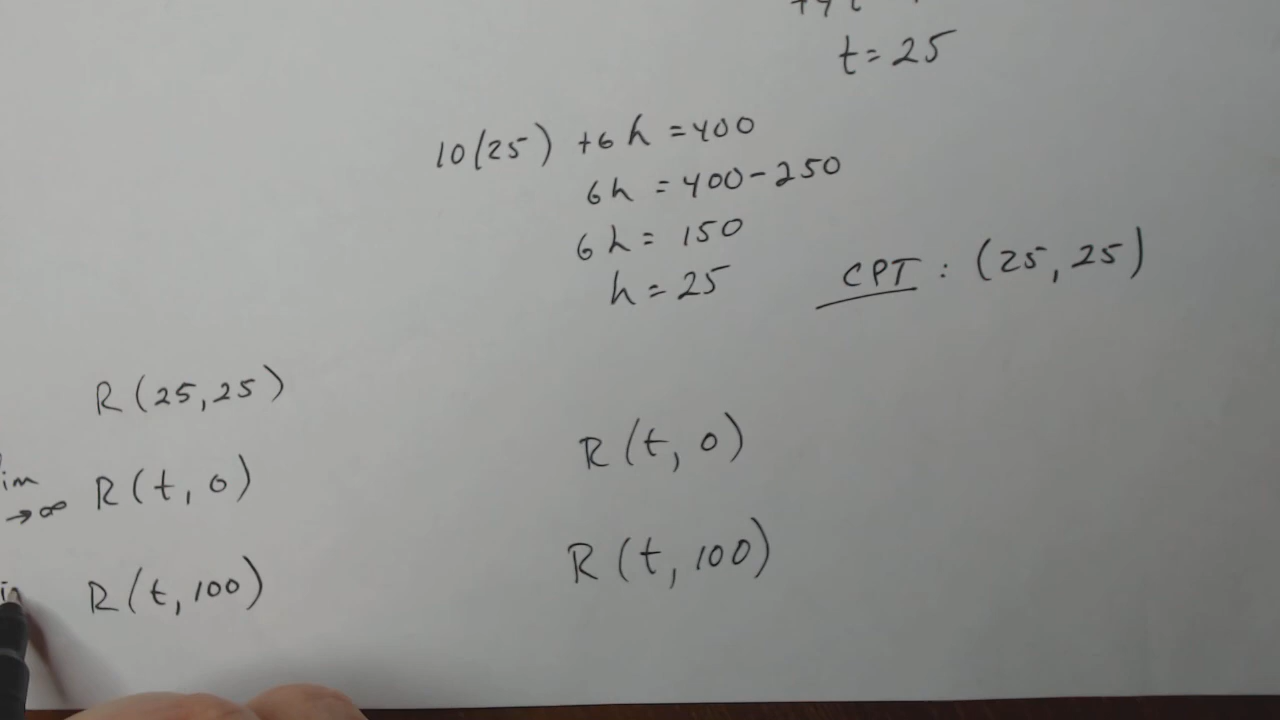 t = 25
10(25) + 6h = 400
6h = 400 - 250
6h = 150
h = 25
CPT : (25, 25)
R(25, 25)
R(t, 0)
→∞ R(t, 0)
R(t, 100)
R(t, 100)